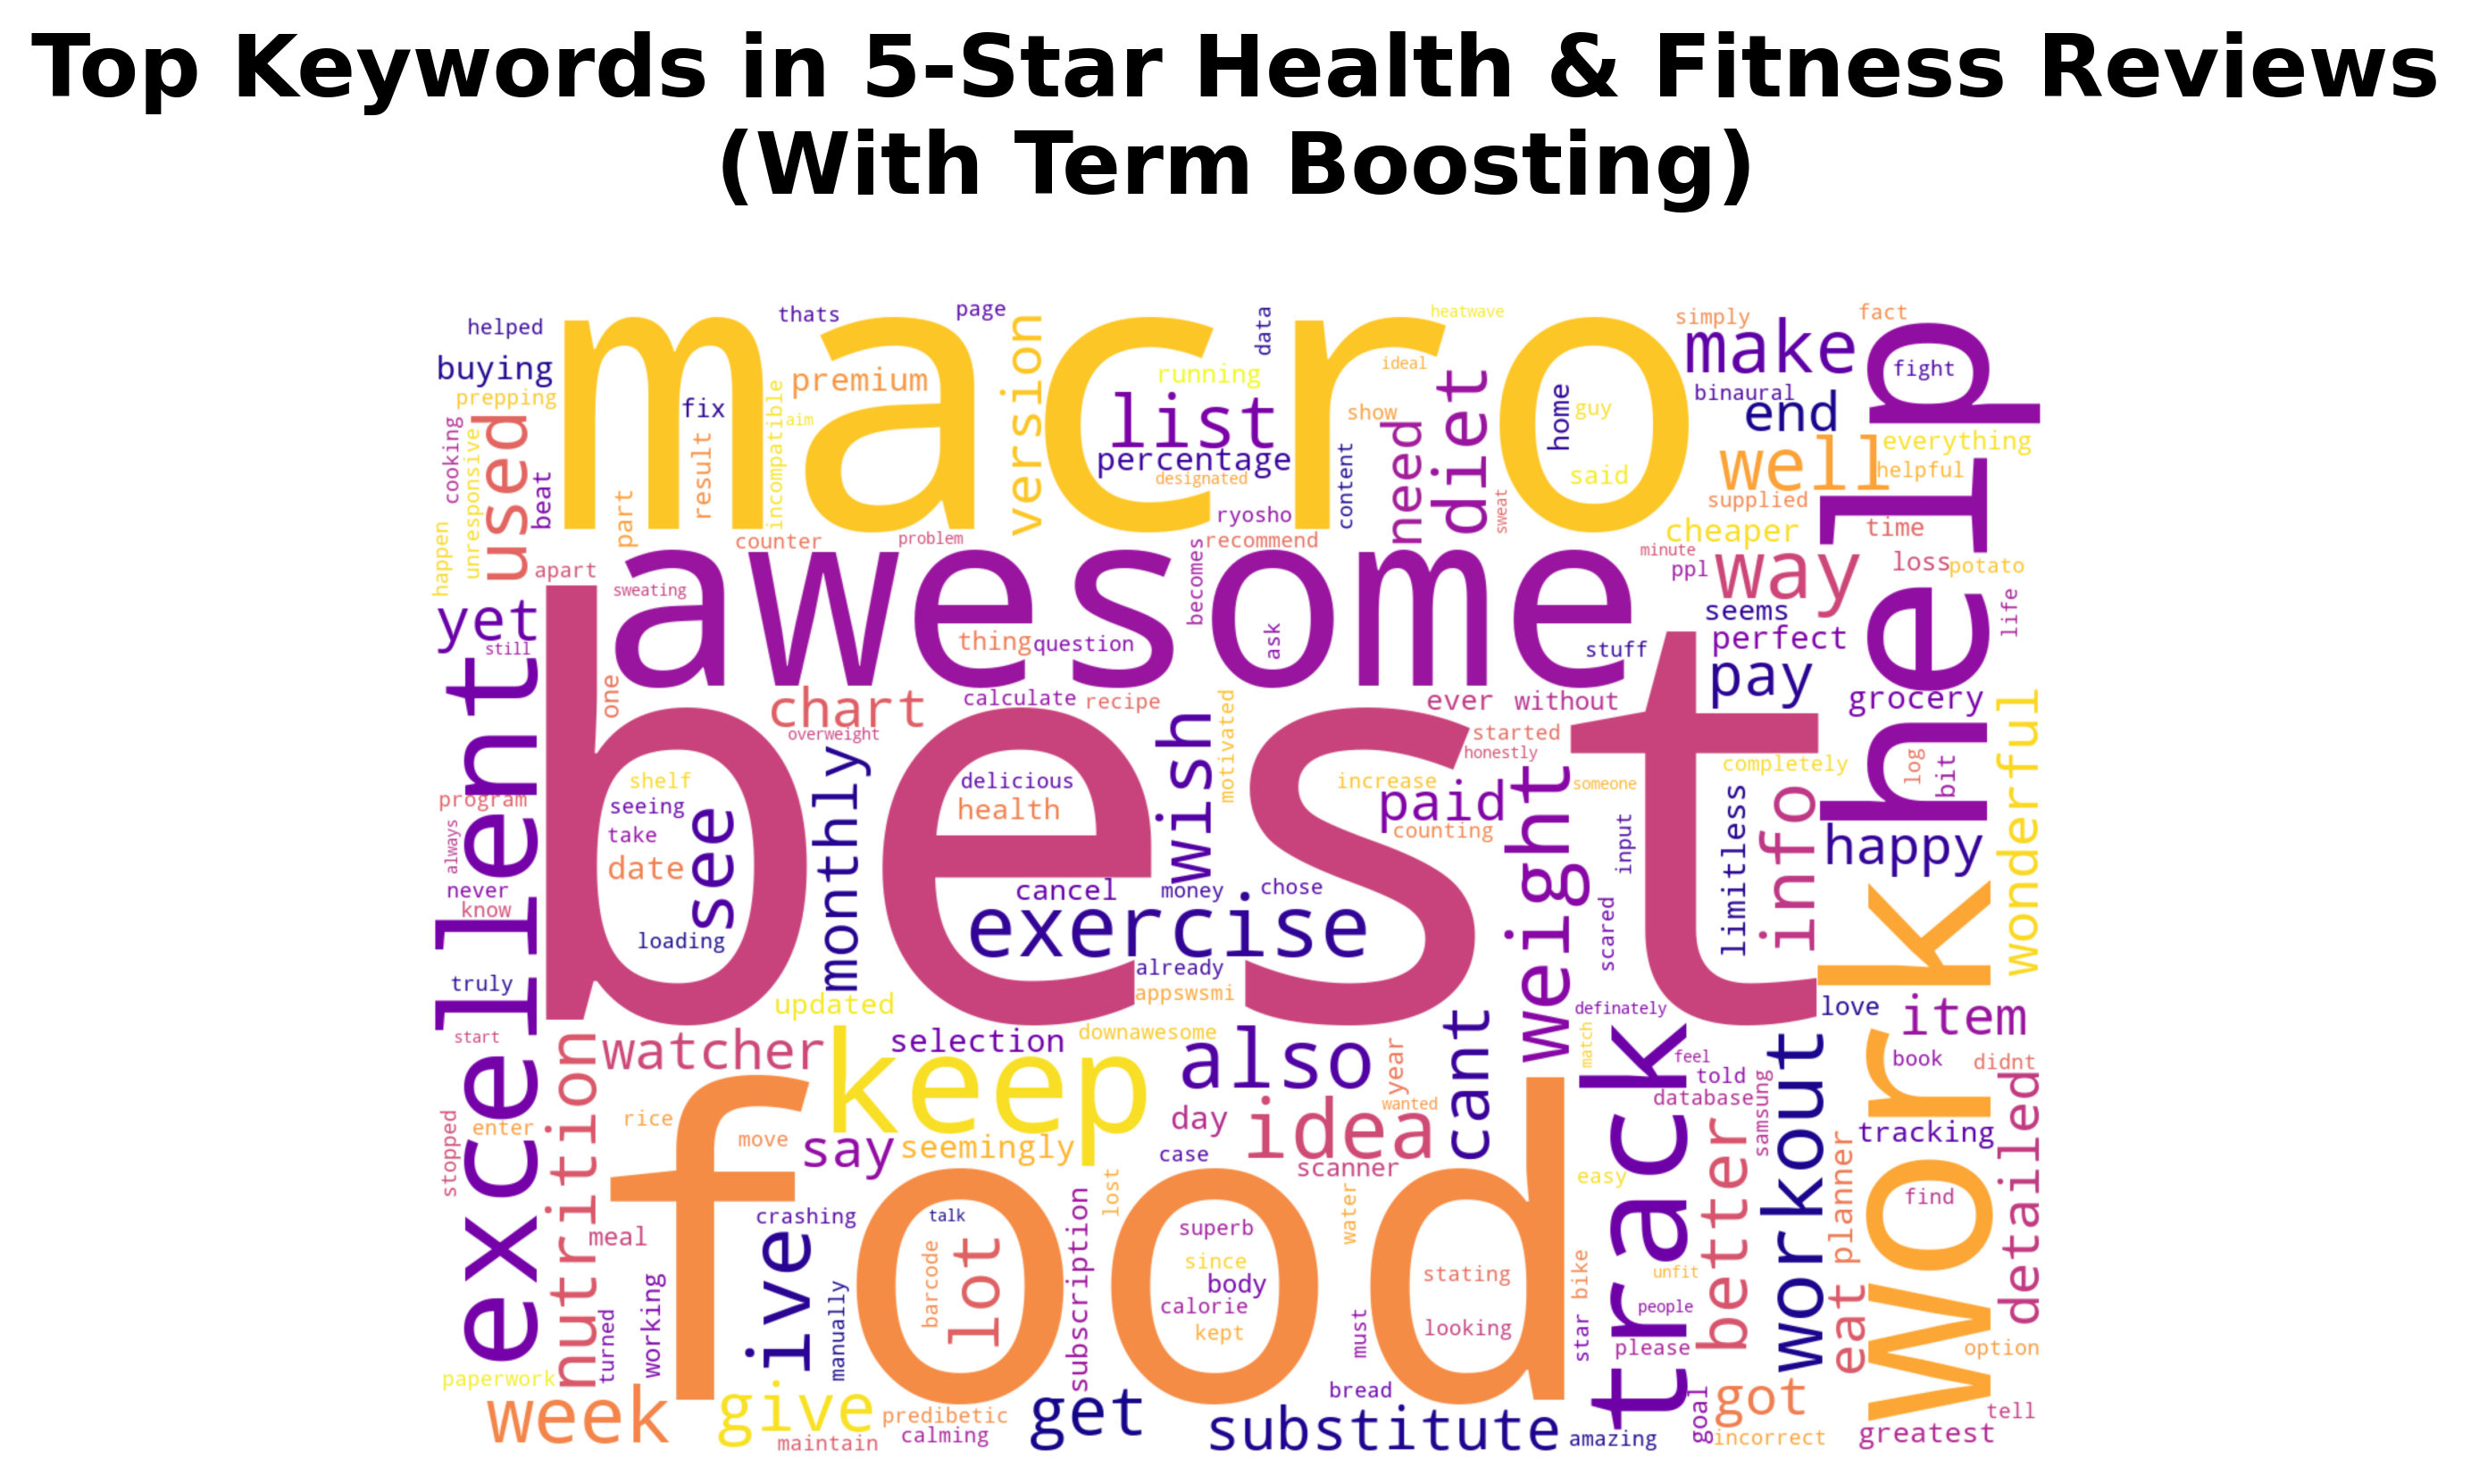 Top Keywords in 5-Star Health & Fitness Reviews
(With Term Boosting)
helped
thats
page
data
heatwave
simply
fact
macro
version
make
help
fight
buying
premium
running
ideal
prepping
fix
incompatible
aim
list
show
diet
home
guy
binaural
end
used
cooking
unresponsive
result
percentage
need
well
everything
beat
part
designated
content
sweat
said
helpful
supplied
happen
counter
problem
ryosho
recommend
cheaper
time
apart
awesome
becomes
minute
ppl
way
loss
potato
sweating
yet
still
thing
question
ask
stuff
seems
perfect
life
excellent
best
one
chart
calculate
recipe
ever
without
pay
grocery
overweight
monthly
wish
motivated
started
honestly
wonderful
shelf
delicious
increase
someone
completely
log
bit
program
seeing
see
health
paid
weight
limitless
info
always
take
counting
input
happy
date
never
cancel
money
chose
know
loading
exercise
scared
truly
already
appswsmi
updated
definately
love
work
start
nutrition
watcher
selection
downawesome
keep
also
year
cant
match
track
feel
item
book
didnt
told
stopped
enter
rice
move
say
seemingly
day
idea
wanted
database
samsung
workout
tracking
detailed
case
scanner
better
planner
food
lost
water
easy
find
meal
crashing
talk
superb
live
barcode
lot
subscription
since
body
stating
bike
unfit
eat
working
manually
calorie
people
turned
kept
must
looking
star
please
option
paperwork
bread
week
give
predibetic
get
goal
got
tell
maintain
calming
substitute
amazing
incorrect
greatest